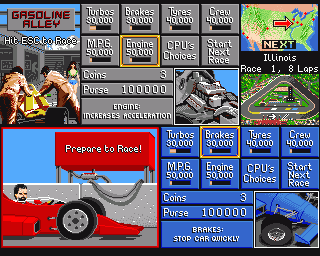 GASOLINE
ALLEY
Hit ESC to Race
Turbos
30,000
Brakes
30,000
Tyres
40,000
Crew
40,000
M.P.G.
50,000
Engine
50,000
CPU's
Choices
Start
Next
Race
Coins 3
Purse 100000
ENGINE:
INCREASES ACCELERATION
NEXT
Illinois
Race 1, 8 Laps
Prepare to Race!
Turbos
30,000
Brakes
30,000
Tyres
40,000
Crew
40,000
M.P.G.
50,000
Engine
50,000
CPU's
Choices
Start
Next
Race
Coins 3
Purse 100000
BRAKES:
STOP CAR QUICKLY